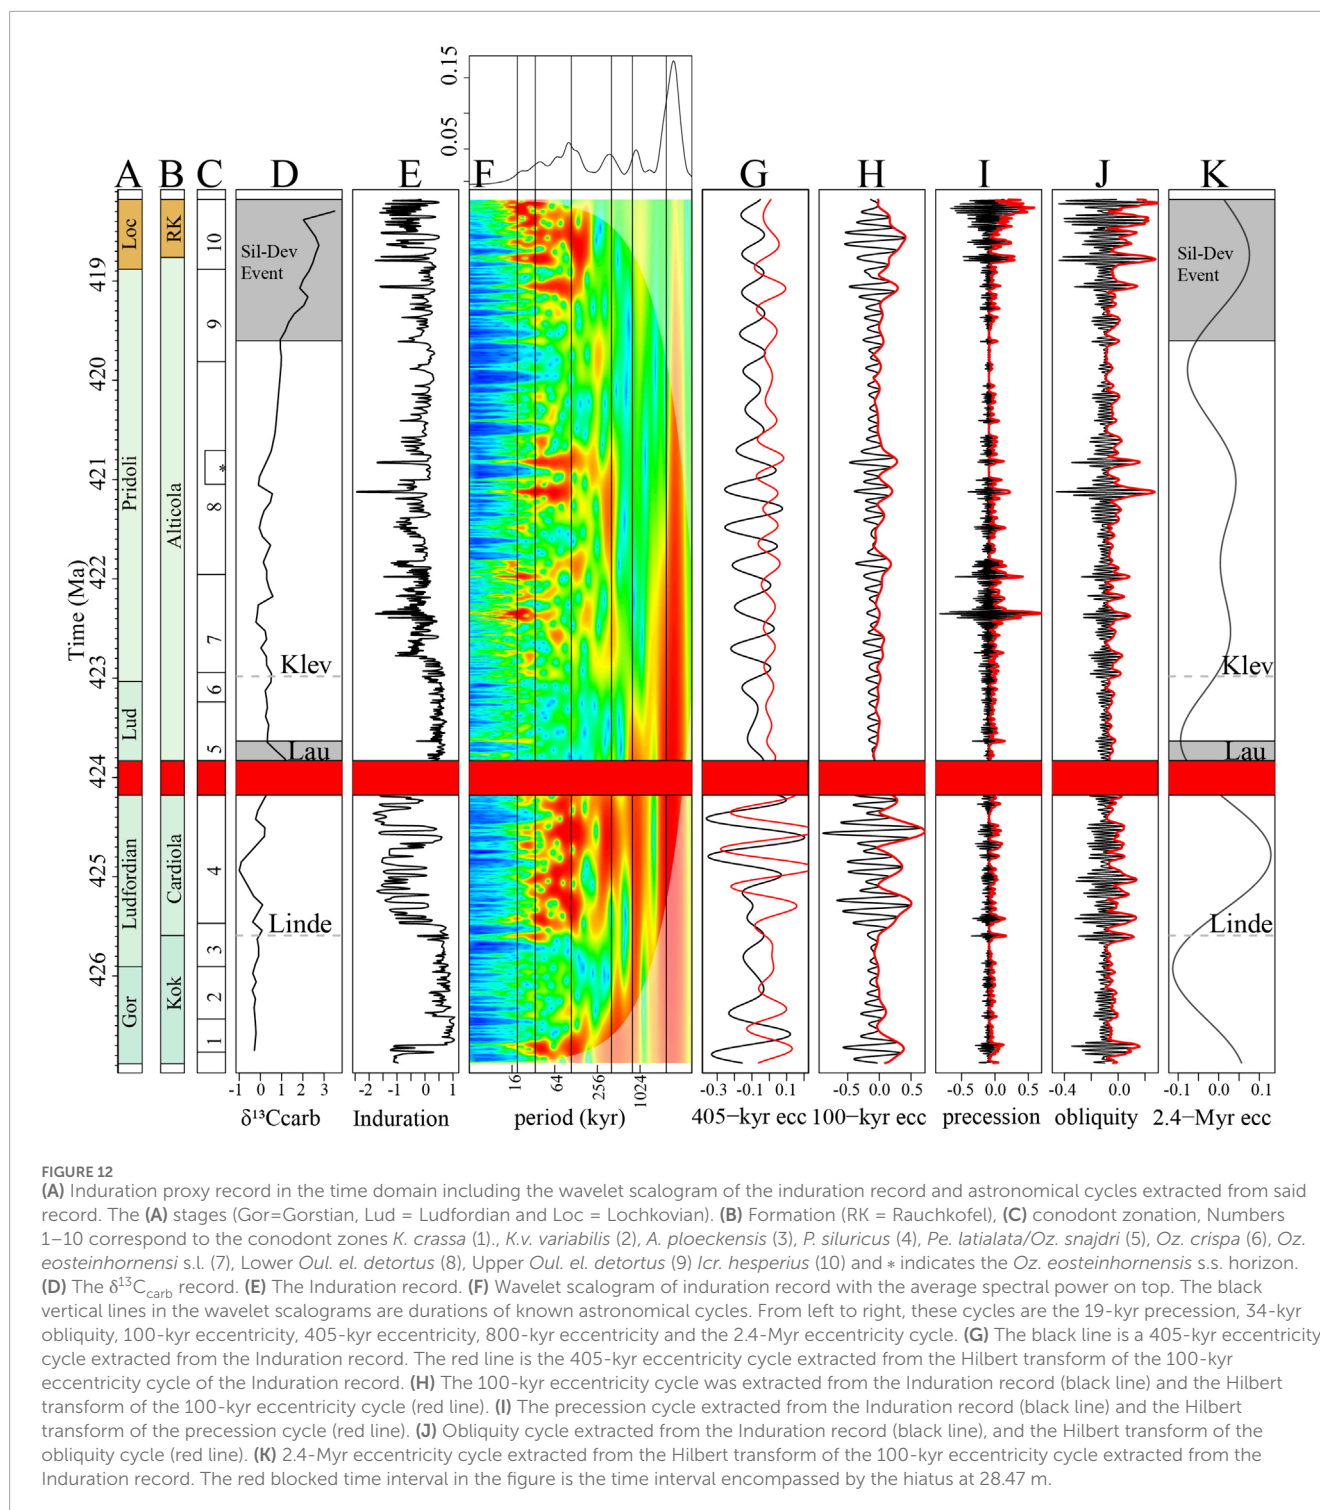 0.15
0.05
A B C D E F G H I J K
Loc
RK
10
Sil-Dev
Event
Sil-Dev
Event
419
9
420
Pridoli
Alticola
*
421
8
422
Time (Ma)
7
423
Klev
Klev
6
Lud
5
Lau
Lau
424
Ludfordian
Cardiola
4
425
Linde
Linde
3
426
Gor
Kok
2
1
-1 0 1 2 3
-2 -1 0 1
16 64 256 1024
-0.3 -0.1 0.1
-0.5 0.0 0.5
-0.5 0.0 0.5
-0.4 0.0
-0.1 0.0 0.1
δ¹³Ccarb
Induration
period (kyr)
405−kyr ecc
100−kyr ecc
precession
obliquity
2.4−Myr ecc
FIGURE 12
(A) Induration proxy record in the time domain including the wavelet scalogram of the induration record and astronomical cycles extracted from said
record. The (A) stages (Gor=Gorstian, Lud = Ludfordian and Loc = Lochkovian). (B) Formation (RK = Rauchkofel), (C) conodont zonation, Numbers
1–10 correspond to the conodont zones K. crassa (1)., K.v. variabilis (2), A. ploeckensis (3), P. siluricus (4), Pe. latialata/Oz. snajdri (5), Oz. crispa (6), Oz.
eosteinhornensi s.l. (7), Lower Oul. el. detortus (8), Upper Oul. el. detortus (9) Icr. hesperius (10) and ∗ indicates the Oz. eosteinhornensis s.s. horizon.
(D) The δ¹³Ccarb record. (E) The Induration record. (F) Wavelet scalogram of induration record with the average spectral power on top. The black
vertical lines in the wavelet scalograms are durations of known astronomical cycles. From left to right, these cycles are the 19-kyr precession, 34-kyr
obliquity, 100-kyr eccentricity, 405-kyr eccentricity, 800-kyr eccentricity and the 2.4-Myr eccentricity cycle. (G) The black line is a 405-kyr eccentricity
cycle extracted from the Induration record. The red line is the 405-kyr eccentricity cycle extracted from the Hilbert transform of the 100-kyr
eccentricity cycle of the Induration record. (H) The 100-kyr eccentricity cycle was extracted from the Induration record (black line) and the Hilbert
transform of the 100-kyr eccentricity cycle (red line). (I) The precession cycle extracted from the Induration record (black line) and the Hilbert
transform of the precession cycle (red line). (J) Obliquity cycle extracted from the Induration record (black line), and the Hilbert transform of the
obliquity cycle (red line). (K) 2.4-Myr eccentricity cycle extracted from the Hilbert transform of the 100-kyr eccentricity cycle extracted from the
Induration record. The red blocked time interval in the figure is the time interval encompassed by the hiatus at 28.47 m.